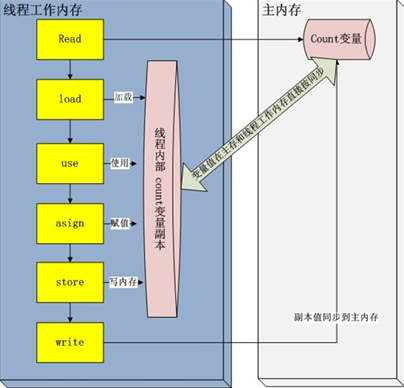 线程工作内存
主内存
Read
Count变量
load
加载
use
使用
asign
赋值
store
写内存
write
线程内部 count变量副本
变量值在主存和线程工作内存直接按同步
副本值同步到主内存